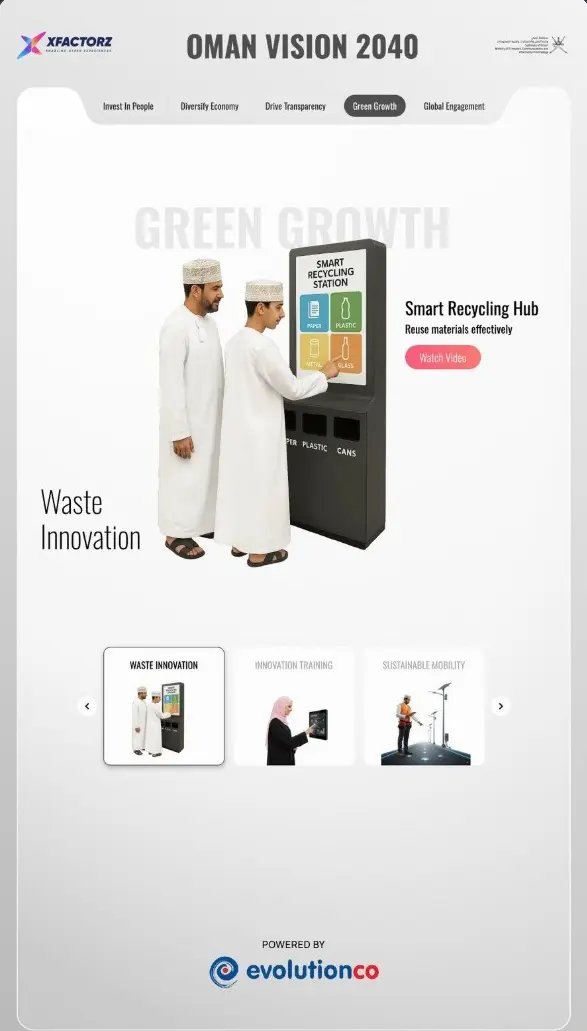 XFACTORZ
OMAN VISION 2040
Invest In People
Diversify Economy
Drive Transparency
Green Growth
Global Engagement
GREEN GROWTH
SMART
RECYCLING
STATION
PAPER
PLASTIC
METAL
GLASS
PER
PLASTIC
CANS
Smart Recycling Hub
Reuse materials effectively
Watch Video
Waste
Innovation
WASTE INNOVATION
INNOVATION TRAINING
SUSTAINABLE MOBILITY
POWERED BY
evolutionco